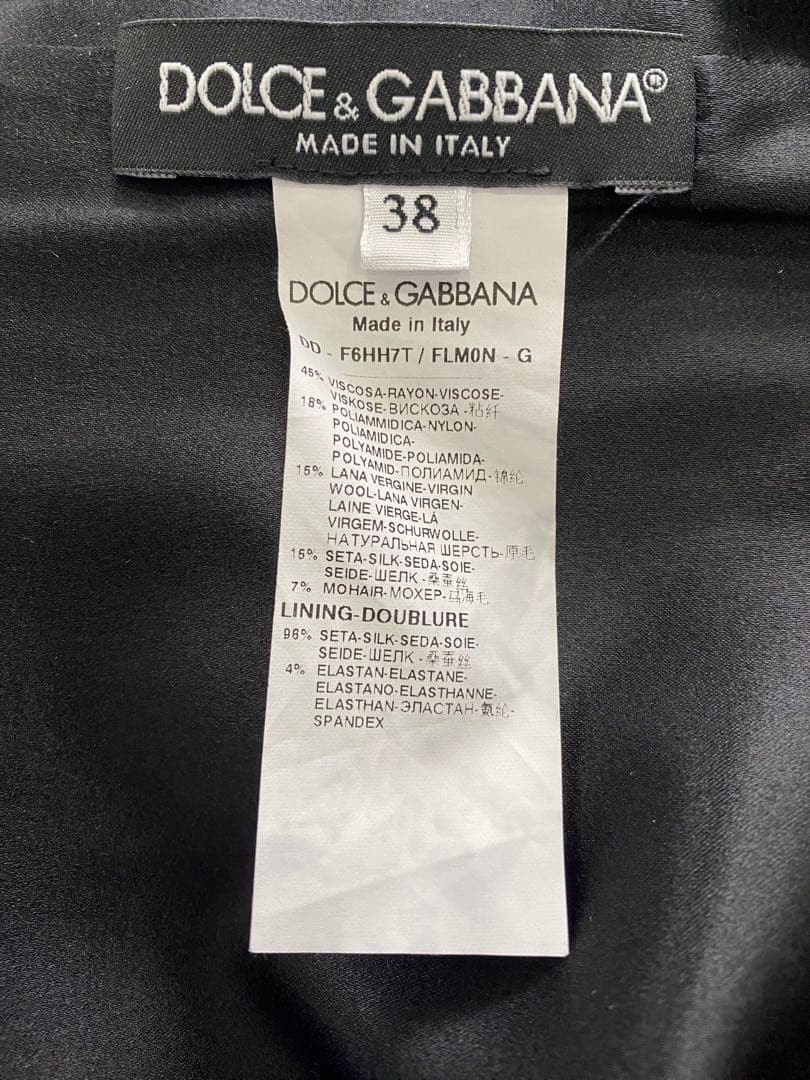 DOLCE & GABBANA®
MADE IN ITALY
38
DOLCE & GABBANA
Made in Italy
DD - F6HH7T / FLM0N - G
45% VISCOSA-RAYON-VISCOSE-
VISKOSE-ВИСКОЗА-粘纤
18% POLIAMMIDICA-NYLON-
POLIAMIDICA-
POLYAMIDE-POLIAMIDA-
POLYAMID-ПОЛИАМИД-锦纶
15% LANA VERGINE-VIRGIN
WOOL-LANA VIRGEN-
LAINE VIERGE-LÃ
VIRGEM-SCHURWOLLE-
НАТУРАЛЬНАЯ ШЕРСТЬ-原毛
15% SETA-SILK-SEDA-SOIE-
SEIDE-ШЕЛК-桑蚕丝
7% MOHAIR-МОХЕР-马海毛
LINING-DOUBLURE
96% SETA-SILK-SEDA-SOIE-
SEIDE-ШЕЛК-桑蚕丝
4% ELASTAN-ELASTANE-
ELASTANO-ELASTHANNE-
ELASTHAN-ЭЛАСТАН-氨纶-
SPANDEX